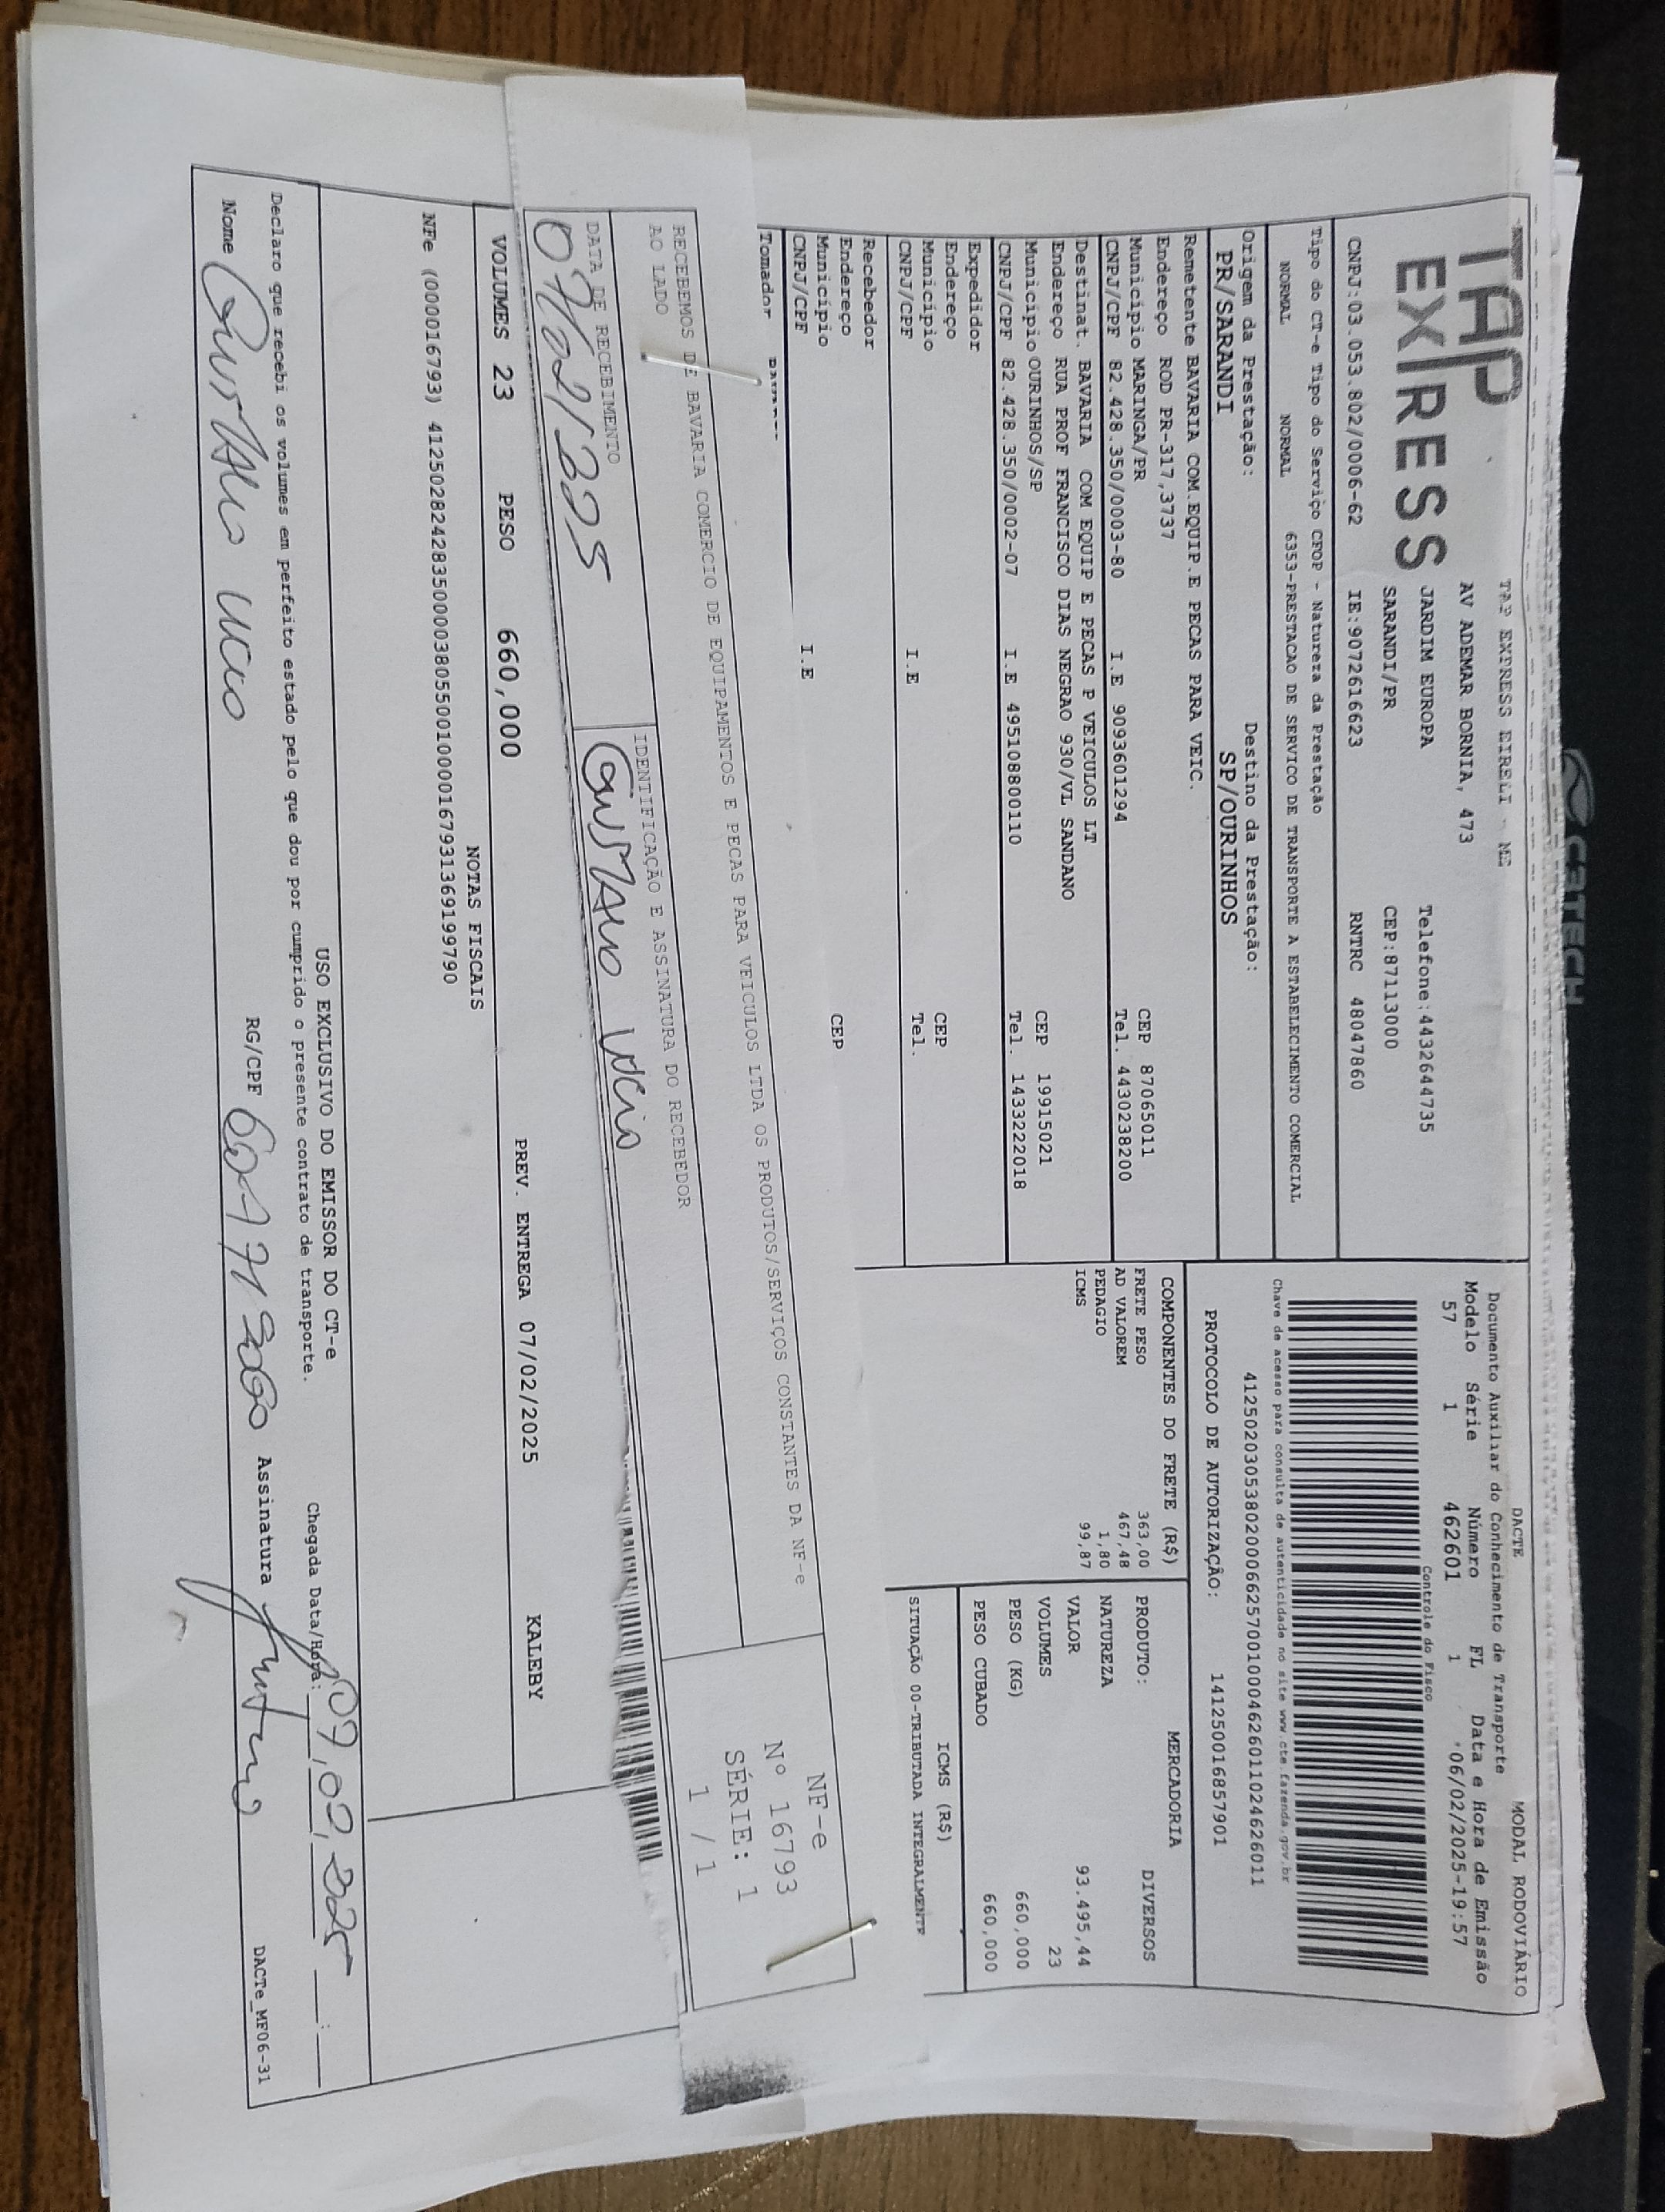 TAP
EXPRESS
TAP EXPRESS EIRELI - ME
AV ADEMAR BORNIA, 473
JARDIM EUROPA Telefone:4432644735
SARANDI/PR CEP:87113000
CNPJ:03.053.802/0006-62 IE:9072616623 RNTRC 48047860
DACTE MODAL RODOVIÁRIO
Documento Auxiliar do Conhecimento de Transporte
Modelo Série Número FL Data e Hora de Emissão
57 1 462601 1 06/02/2025-19:57
Controle do Fisco
Chave de acesso para consulta de autenticidade no site www.cte.fazenda.gov.br
41250203053802000662570010004626011024626011
PROTOCOLO DE AUTORIZAÇÃO: 141250016857901
Tipo do CT-e Tipo do Serviço CFOP - Natureza da Prestação
NORMAL NORMAL 6353-PRESTACAO DE SERVICO DE TRANSPORTE A ESTABELECIMENTO COMERCIAL
Origem da Prestação: Destino da Prestação:
PR/SARANDI SP/OURINHOS
Remetente BAVARIA COM.EQUIP.E PECAS PARA VEIC.
Endereço ROD PR-317,3737
Município MARINGA/PR CEP 87065011
CNPJ/CPF 82.428.350/0003-80 I.E 9093601294 Tel. 4430238200
Destinat. BAVARIA COM EQUIP E PECAS P VEICULOS LT
Endereço RUA PROF FRANCISCO DIAS NEGRAO 930/VL SANDANO
Município OURINHOS/SP CEP 19915021
CNPJ/CPF 82.428.350/0002-07 I.E 495108800110 Tel. 1433222018
Expedidor
Endereço
Município CEP
CNPJ/CPF I.E Tel.
Recebedor
Endereço
Município CEP
CNPJ/CPF I.E
Tomador
COMPONENTES DO FRETE (R$)
FRETE PESO 363,00
AD VALOREM 467,48
PEDAGIO 1,80
ICMS 99,87
MERCADORIA
PRODUTO: DIVERSOS
NATUREZA
VALOR 93.495,44
VOLUMES 23
PESO (KG) 660,000
PESO CUBADO 660,000
ICMS (R$)
SITUAÇÃO 00-TRIBUTADA INTEGRALMENTE
RECEBEMOS DE BAVARIA COMERCIO DE EQUIPAMENTOS E PECAS PARA VEICULOS LTDA OS PRODUTOS/SERVIÇOS CONSTANTES DA NF-e
AO LADO
DATA DE RECEBIMENTO IDENTIFICAÇÃO E ASSINATURA DO RECEBEDOR
07/02/2025 Gustavo Lucio
NF-e
Nº 16793
SÉRIE: 1
1 / 1
VOLUMES 23 PESO 660,000 PREV. ENTREGA 07/02/2025 KALEBY
NOTAS FISCAIS
NFe (000016793) 41250282428350000380550010000167931369199790
USO EXCLUSIVO DO EMISSOR DO CT-e
Declaro que recebi os volumes em perfeito estado pelo que dou por cumprido o presente contrato de transporte. Chegada Data/Hora: 07,02,2025
Nome Gustavo Lucio RG/CPF Assinatura
DACTe_MF06-31
C3TECH